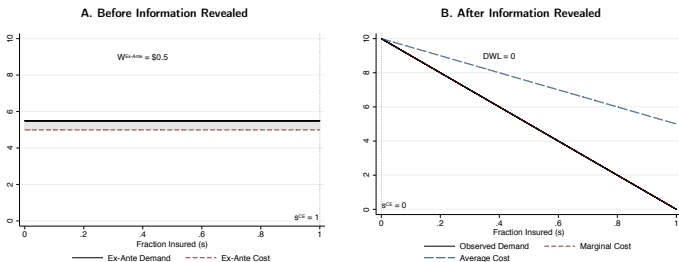 A. Before Information Revealed
10
8
6
4
2
0
W^Ex-Ante = $0.5
s^CE = 1
0
.2
.4
.6
.8
1
Fraction Insured (s)
Ex-Ante Demand
Ex-Ante Cost
B. After Information Revealed
10
8
6
4
2
0
DWL = 0
s^CE = 0
0
.2
.4
.6
.8
1
Fraction Insured (s)
Observed Demand
Marginal Cost
Average Cost